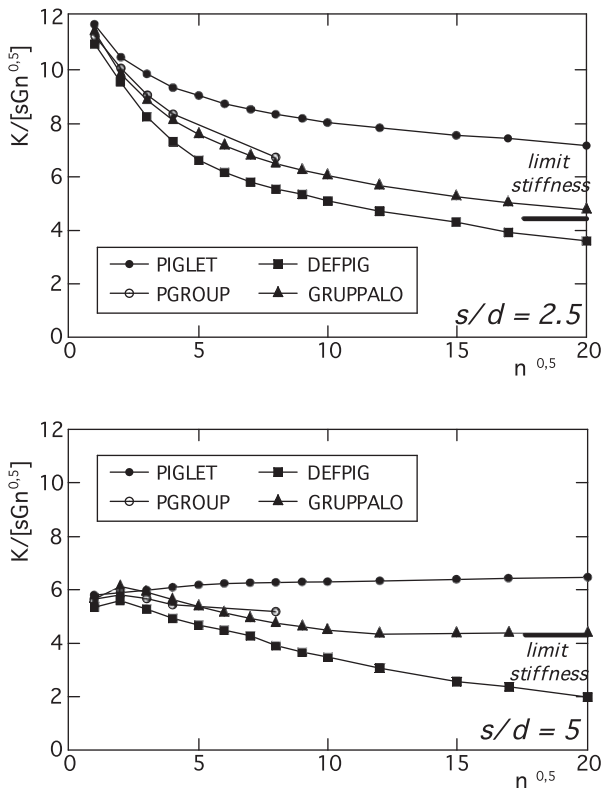 K/[sGn^0,5]
12
10
8
6
4
2
0
limit
stiffness
PIGLET DEFPIG
PGROUP GRUPPALO
s/d = 2.5
0 5 10 15 20
n^0,5
K/[sGn^0,5]
12
10
8
6
4
2
0
PIGLET DEFPIG
PGROUP GRUPPALO
limit
stiffness
s/d = 5
0 5 10 15 20
n^0,5